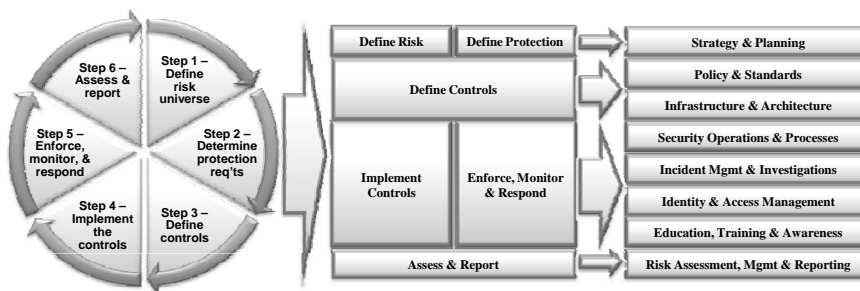 Step 1 –
Define
risk
universe
Step 2 –
Determine
protection
req'ts
Step 3 –
Define
controls
Step 4 –
Implement
the
controls
Step 5 –
Enforce,
monitor, &
respond
Step 6 –
Assess &
report
Define Risk
Define Protection
Define Controls
Implement
Controls
Enforce, Monitor
& Respond
Assess & Report
Strategy & Planning
Policy & Standards
Infrastructure & Architecture
Security Operations & Processes
Incident Mgmt & Investigations
Identity & Access Management
Education, Training & Awareness
Risk Assessment, Mgmt & Reporting